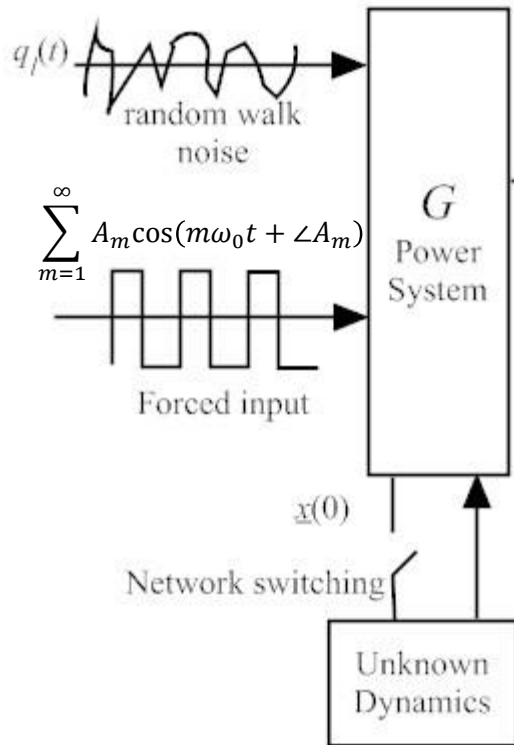 q_l(t)
random walk
noise
∞
∑ A_m cos(mω_0 t + ∠A_m)
m=1
Forced input
G
Power
System
x(0)
Network switching
Unknown
Dynamics